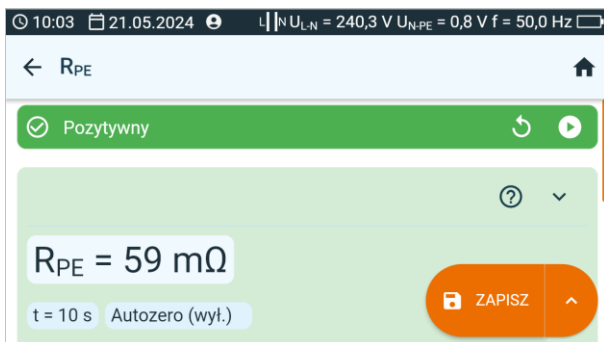 10:03 21.05.2024 L N U L-N = 240,3 V U N-PE = 0,8 V f = 50,0 Hz
RPE
Pozytywny
RPE = 59 mΩ
t = 10 s Autozero (wył.)
ZAPISZ